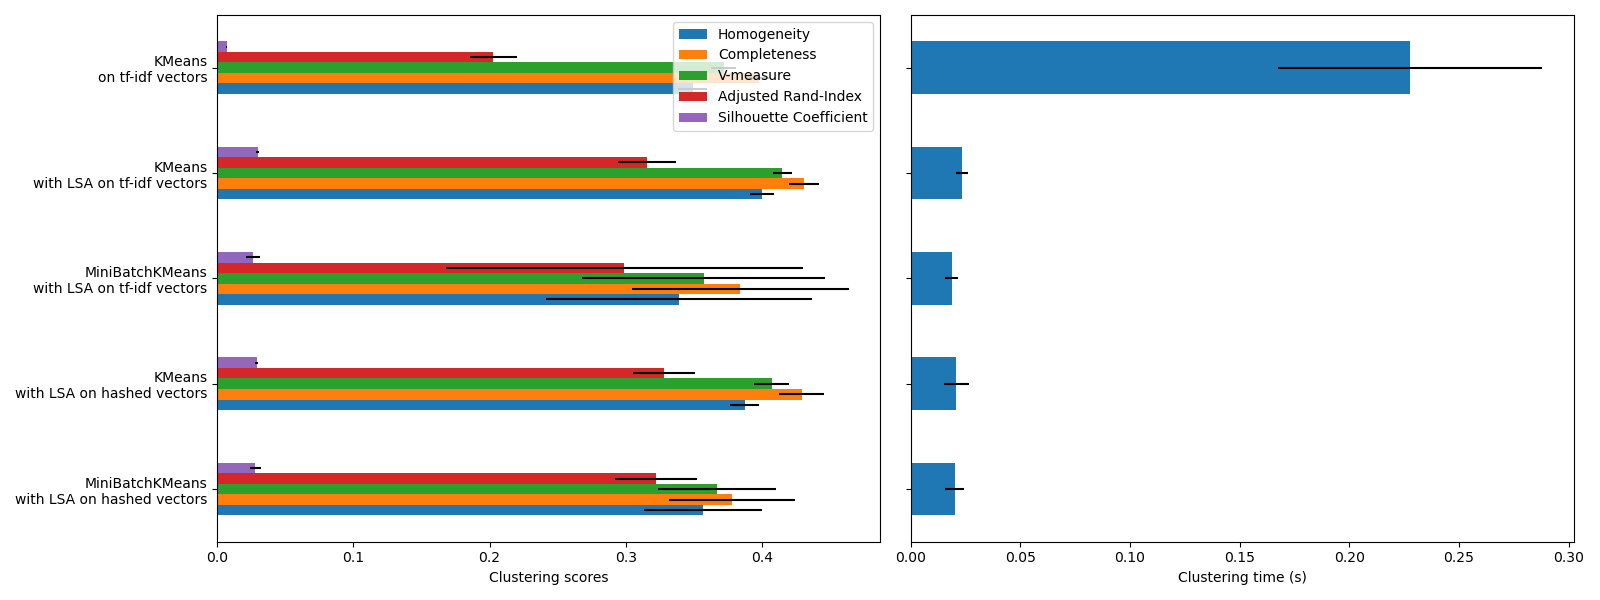 KMeans
on tf-idf vectors
KMeans
with LSA on tf-idf vectors
MiniBatchKMeans
with LSA on tf-idf vectors
KMeans
with LSA on hashed vectors
MiniBatchKMeans
with LSA on hashed vectors
Homogeneity
Completeness
V-measure
Adjusted Rand-Index
Silhouette Coefficient
0.0 0.1 0.2 0.3 0.4
Clustering scores
0.00 0.05 0.10 0.15 0.20 0.25 0.30
Clustering time (s)